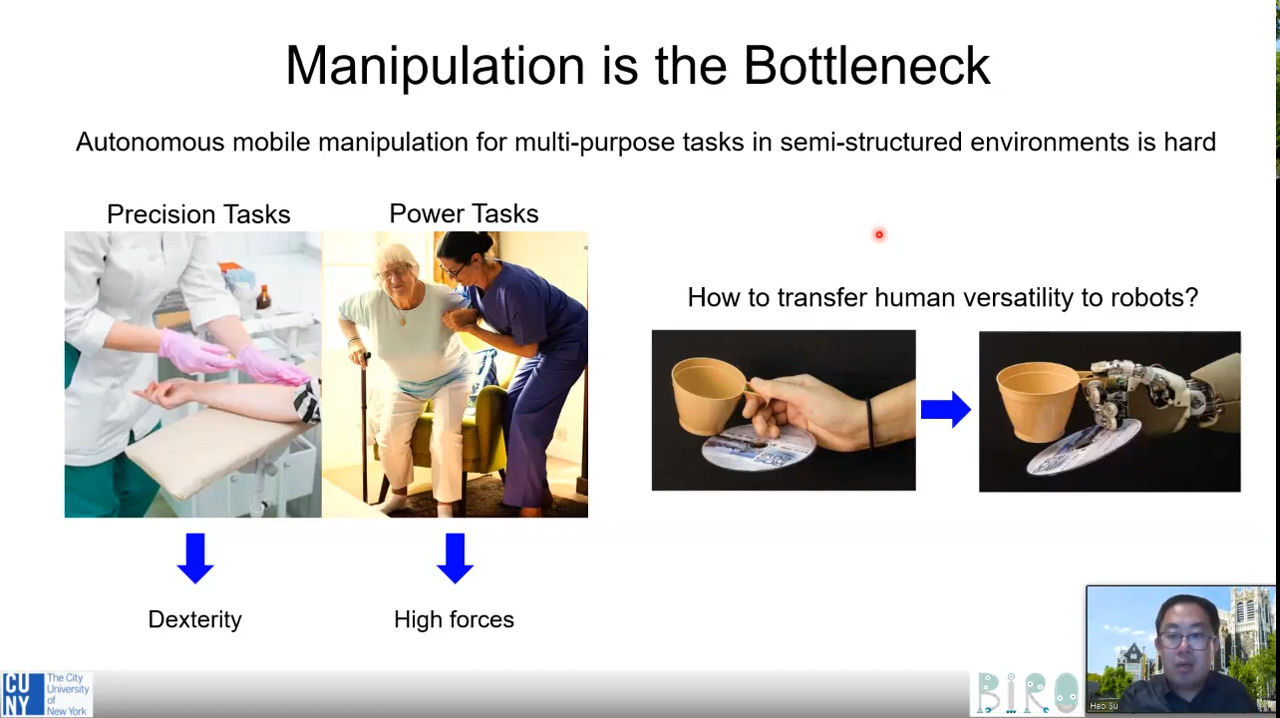 Manipulation is the Bottleneck
Autonomous mobile manipulation for multi-purpose tasks in semi-structured environments is hard
Precision Tasks
Power Tasks
How to transfer human versatility to robots?
Dexterity
High forces
CU
NY
The City
University
of
New York
BIRO
Hao Su